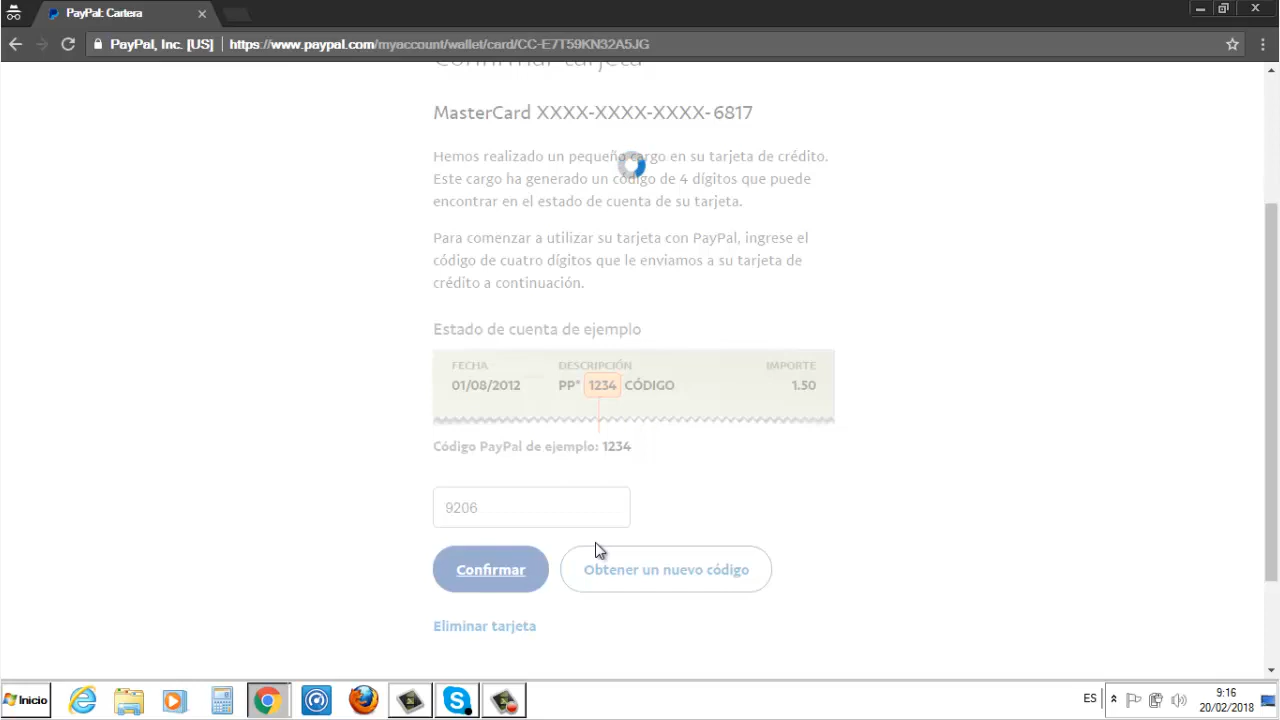 PayPal: Cartera
PayPal, Inc. [US] https://www.paypal.com/myaccount/wallet/card/CC-E7T59KN32A5JG
Confirmar tarjeta
MasterCard XXXX-XXXX-XXXX-6817
Hemos realizado un pequeño cargo en su tarjeta de crédito.
Este cargo ha generado un código de 4 dígitos que puede
encontrar en el estado de cuenta de su tarjeta.
Para comenzar a utilizar su tarjeta con PayPal, ingrese el
código de cuatro dígitos que le enviamos a su tarjeta de
crédito a continuación.
Estado de cuenta de ejemplo
FECHA DESCRIPCIÓN IMPORTE
01/08/2012 PP* 1234 CÓDIGO 1.50
Código PayPal de ejemplo: 1234
9206
Confirmar Obtener un nuevo código
Eliminar tarjeta
Inicio ES 9:16
20/02/2018